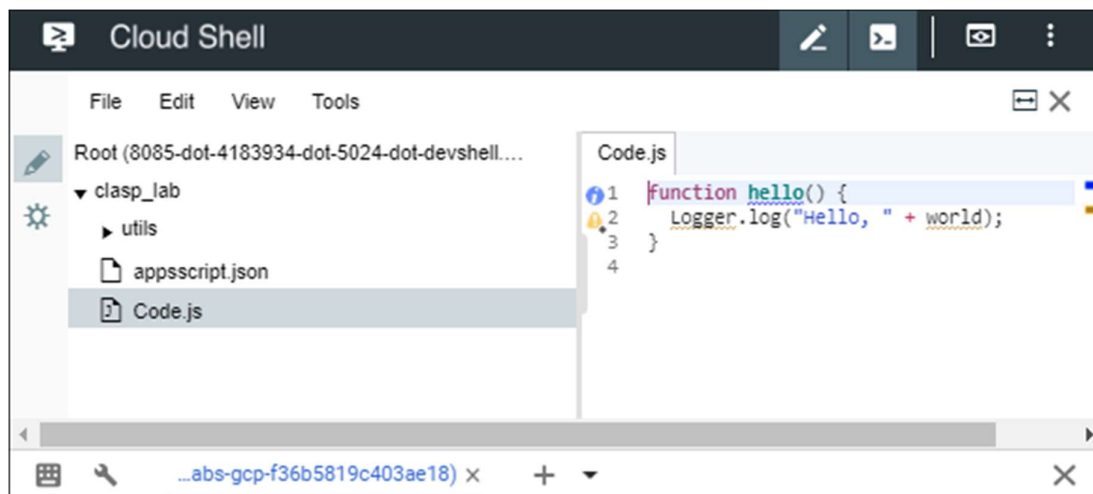 Cloud Shell
File Edit View Tools
Root (8085-dot-4183934-dot-5024-dot-devshell....
clasp_lab
utils
appsscript.json
Code.js
Code.js
1 function hello() {
2 Logger.log("Hello, " + world);
3 }
4
...abs-gcp-f36b5819c403ae18)